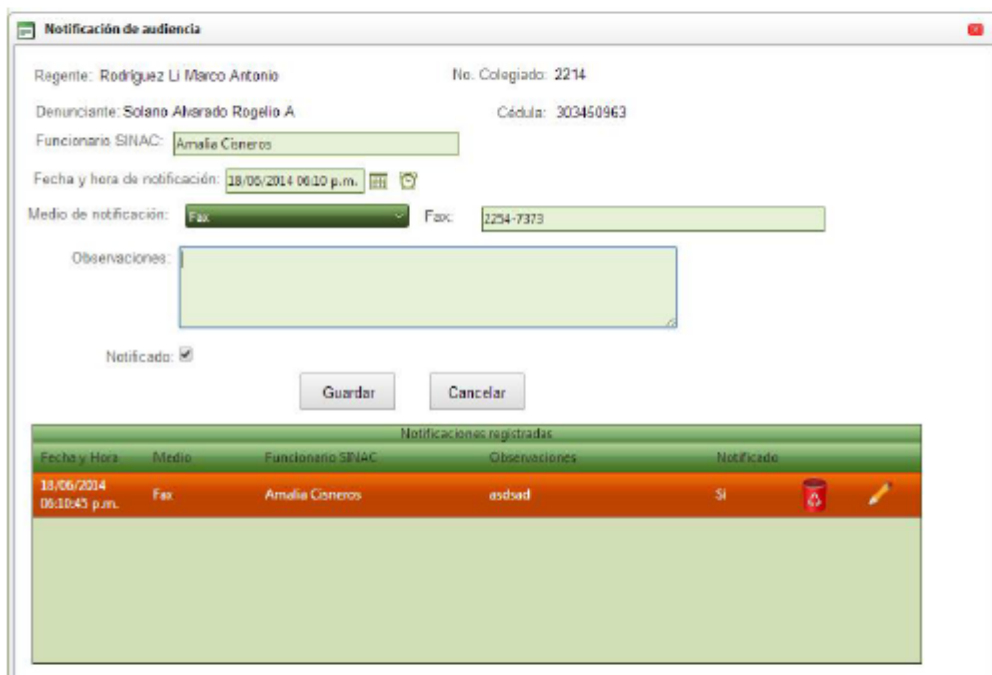 Notificación de audiencia
Regente: Rodríguez Li Marco Antonio No. Colegiado: 2214
Denunciante: Solano Alvarado Rogelio A Cédula: 303450963
Funcionario SINAC: Amalia Cisneros
Fecha y hora de notificación: 18/06/2014 06:10 p.m.
Medio de notificación: Fax Fax: 2254-7373
Observaciones:
Notificado:
Guardar Cancelar
Notificaciones registradas
Fecha y Hora Medio Funcionario SINAC Observaciones Notificado
18/06/2014 06:10:45 p.m. Fax Amalia Cisneros asdsad Sí